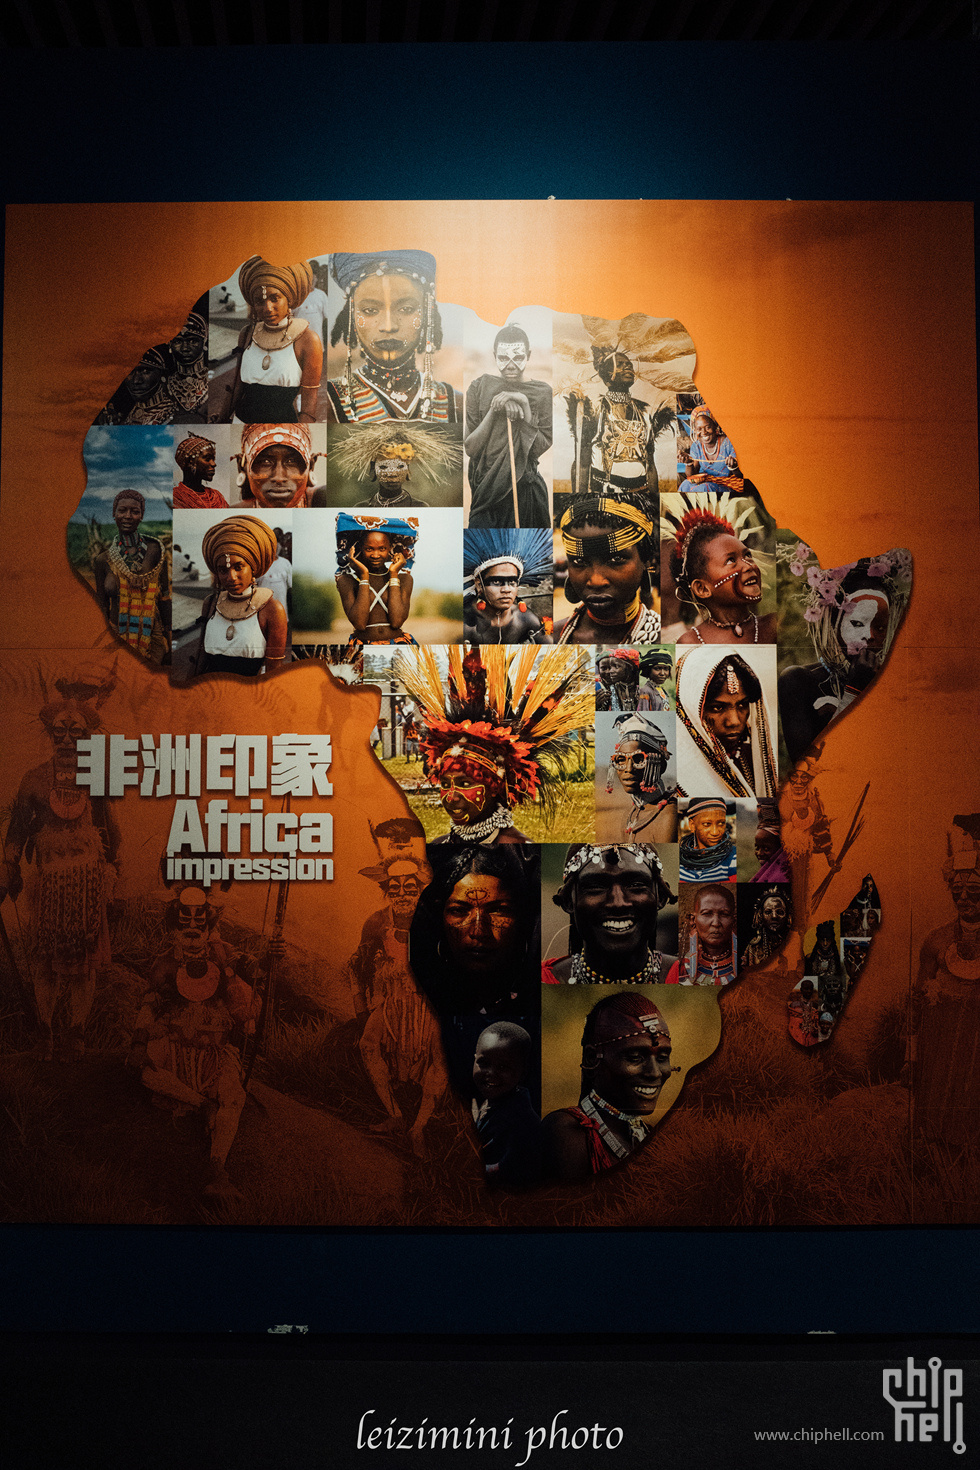 非洲印象
Africa
impression
leizimini photo
www.chiphell.com
chip
hell